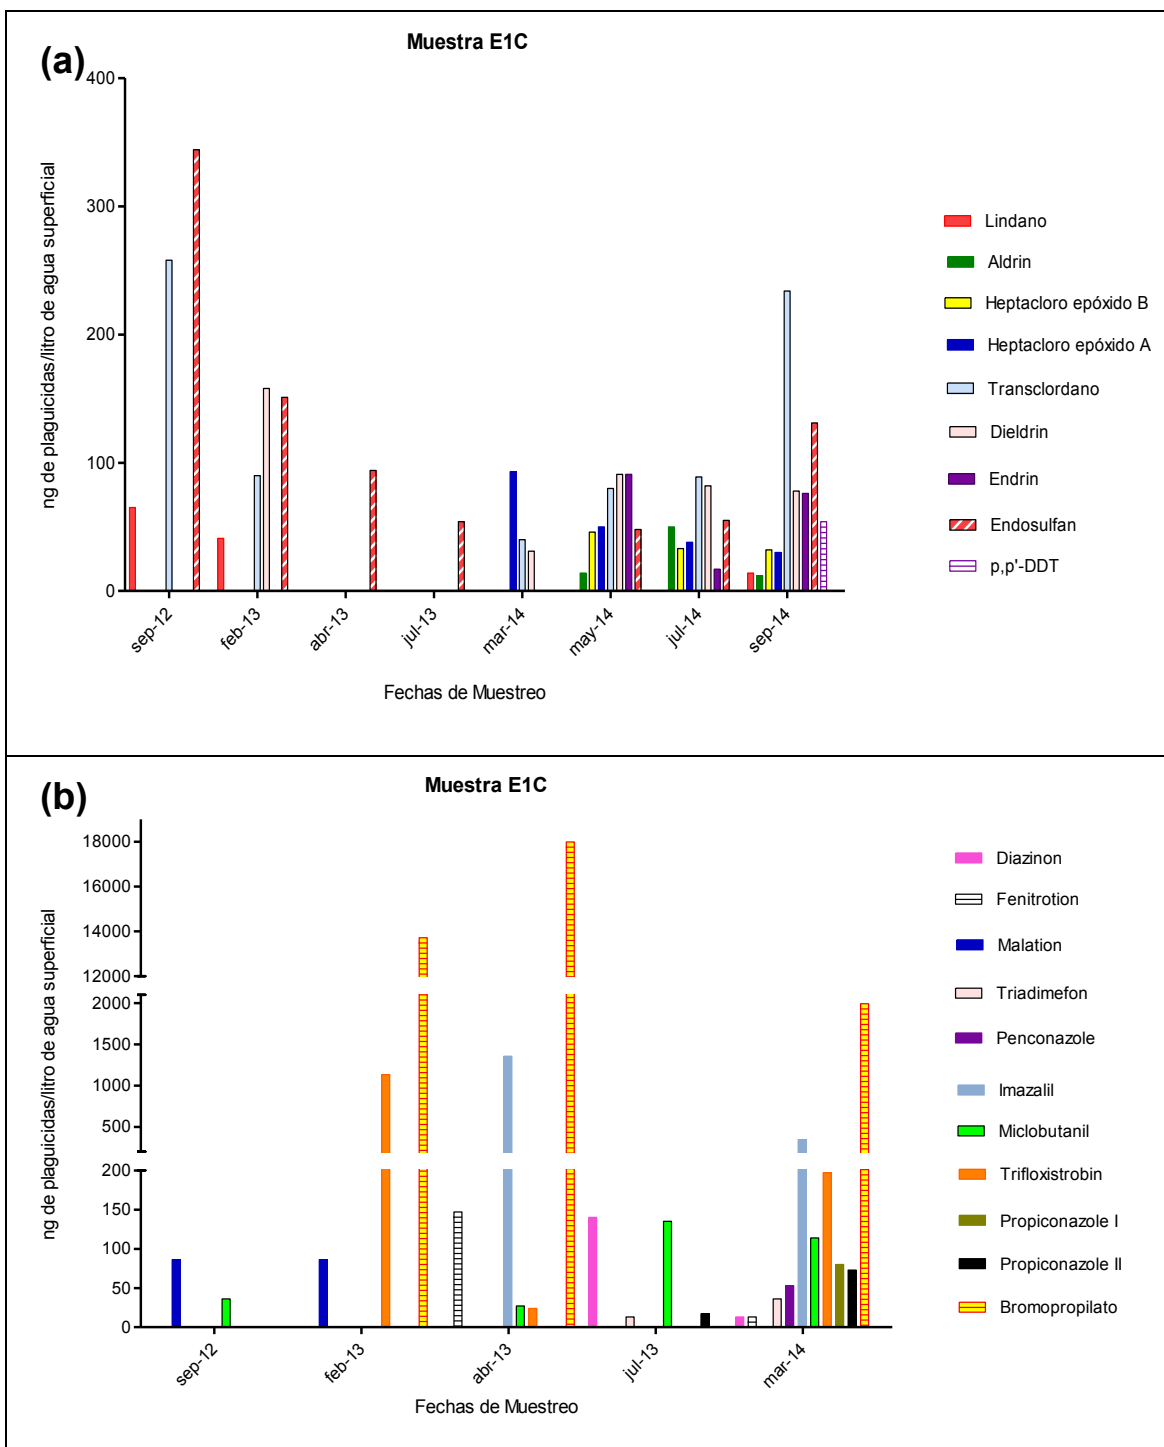 (a)
Muestra E1C
ng de plaguicidas/litro de agua superficial
400
300
200
100
0
sep-12
feb-13
abr-13
jul-13
mar-14
may-14
jul-14
sep-14
Fechas de Muestreo
Lindano
Aldrin
Heptacloro epóxido B
Heptacloro epóxido A
Transclordano
Dieldrin
Endrin
Endosulfan
p,p'-DDT
(b)
Muestra E1C
ng de plaguicidas/litro de agua superficial
18000
16000
14000
12000
2000
1500
1000
500
200
150
100
50
0
sep-12
feb-13
abr-13
jul-13
mar-14
Fechas de Muestreo
Diazinon
Fenitrotion
Malation
Triadimefon
Penconazole
Imazalil
Miclobutanil
Trifloxistrobin
Propiconazole I
Propiconazole II
Bromopropilato